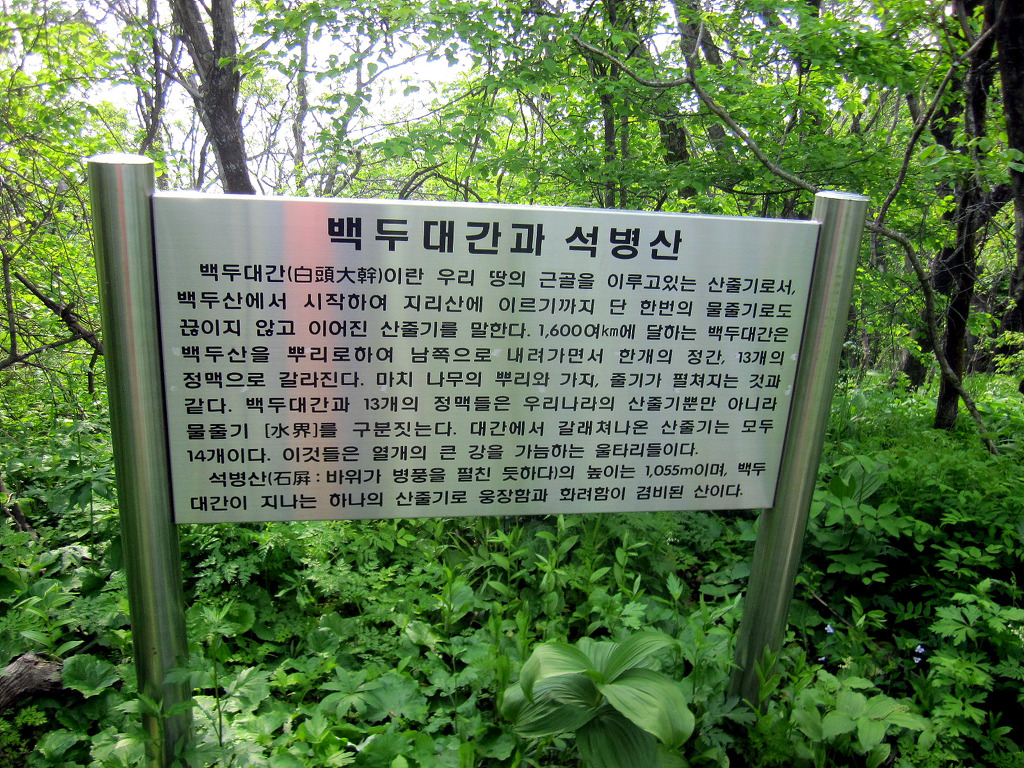 백두대간과 석병산
백두대간(白頭大幹)이란 우리 땅의 근골을 이루고있는 산줄기로서,
백두산에서 시작하여 지리산에 이르기까지 단 한번의 물줄기로도
끊이지 않고 이어진 산줄기를 말한다. 1,600여km에 달하는 백두대간은
백두산을 뿌리로하여 남쪽으로 내려가면서 한개의 정간, 13개의
정맥으로 갈라진다. 마치 나무의 뿌리와 가지, 줄기가 펼쳐지는 것과
같다. 백두대간과 13개의 정맥들은 우리나라의 산줄기뿐만 아니라
물줄기 [水界]를 구분짓는다. 대간에서 갈래쳐나온 산줄기는 모두
14개이다. 이것들은 열개의 큰 강을 가늠하는 울타리들이다.
석병산(石屛 : 바위가 병풍을 펼친 듯하다)의 높이는 1,055m이며, 백두
대간이 지나는 하나의 산줄기로 웅장함과 화려함이 겸비된 산이다.